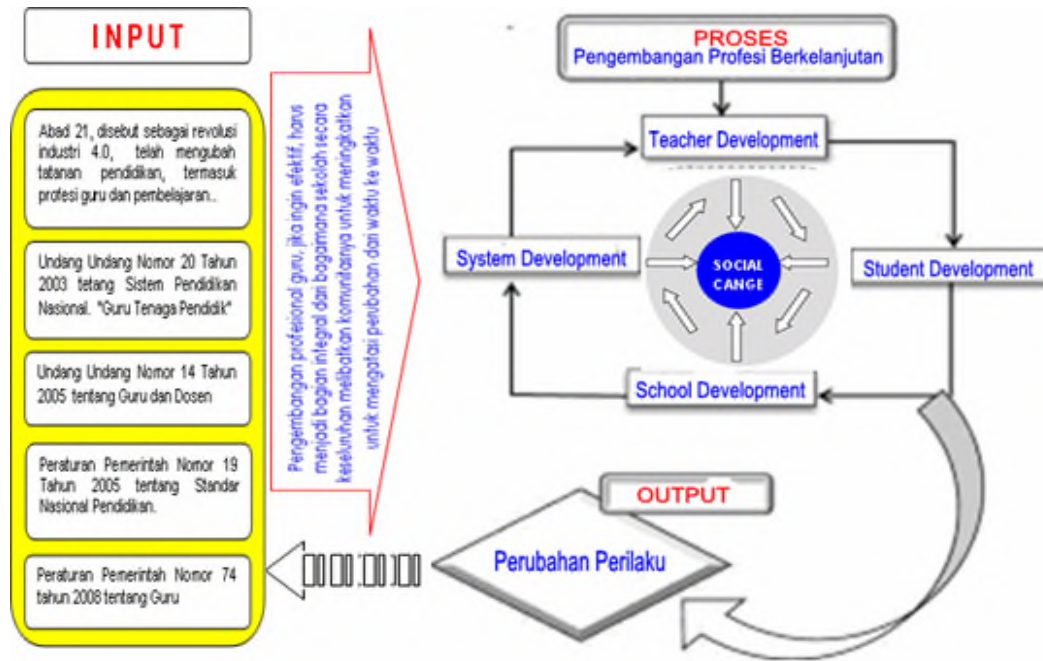 INPUT
Abad 21, disebut sebagai revolusi
industri 4.0, telah mengubah
tatanan pendidikan, termasuk
profesi guru dan pembelajaran..
Undang Undang Nomor 20 Tahun
2003 tetang Sistem Pendidikan
Nasional. "Guru Tenaga Pendidik"
Undang Undang Nomor 14 Tahun
2005 tentang Guru dan Dosen
Peraturan Pemerintah Nomor 19
Tahun 2005 tentang Standar
Nasional Pendidikan.
Peraturan Pemerintah Nomor 74
tahun 2008 tentang Guru
Pengembangan profesional guru, jika ingin efektif, harus
menjadi bagian integral dari bagaimana sekolah secara
keseluruhan melibatkan komunitasnya untuk meningkatkan
untuk mengatasi perubahan dari waktu ke waktu
PROSES
Pengembangan Profesi Berkelanjutan
Teacher Development
System Development
SOCIAL
CANGE
Student Development
School Development
OUTPUT
Perubahan Perilaku